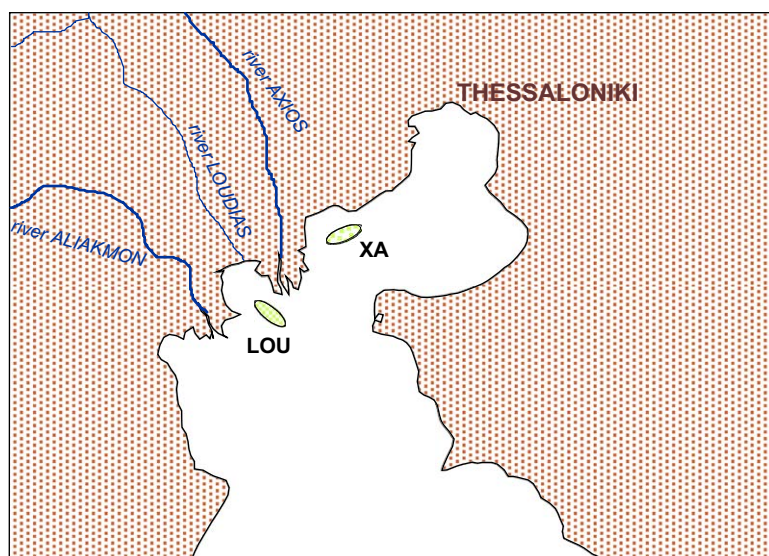 THESSALONIKI
river AXIOS
river LOUDIAS
river ALIAKMON
XA
LOU